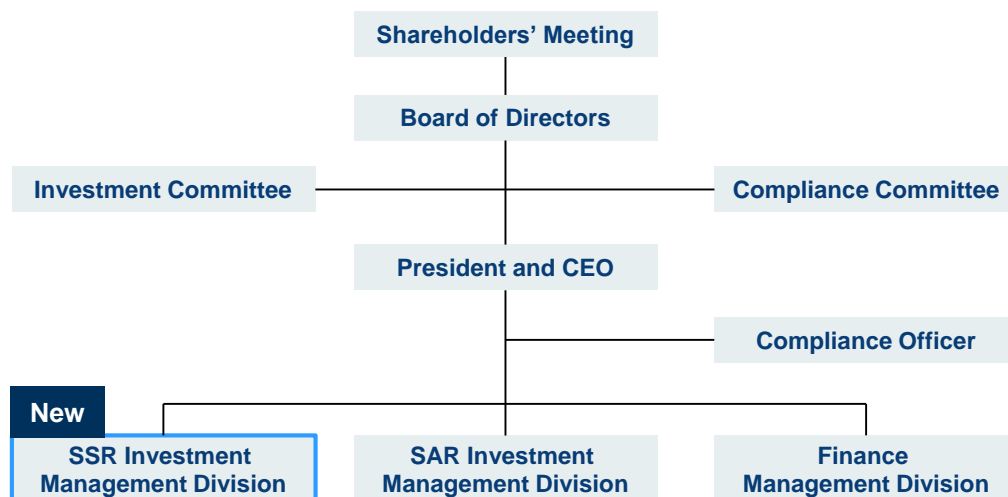 Shareholders’ Meeting
Board of Directors
Investment Committee
Compliance Committee
President and CEO
Compliance Officer
New
SSR Investment
Management Division
SAR Investment
Management Division
Finance
Management Division